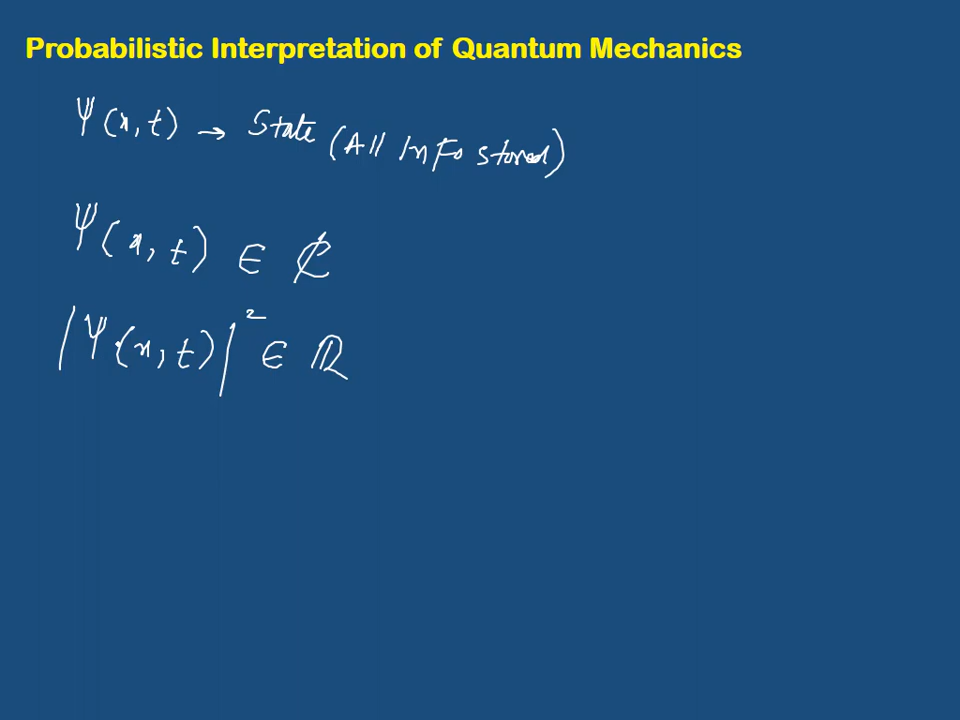 Probabilistic Interpretation of Quantum Mechanics
Ψ(x,t) → State (All Info stored)
Ψ(x,t) ∈ ℂ
|Ψ(x,t)|² ∈ ℝ